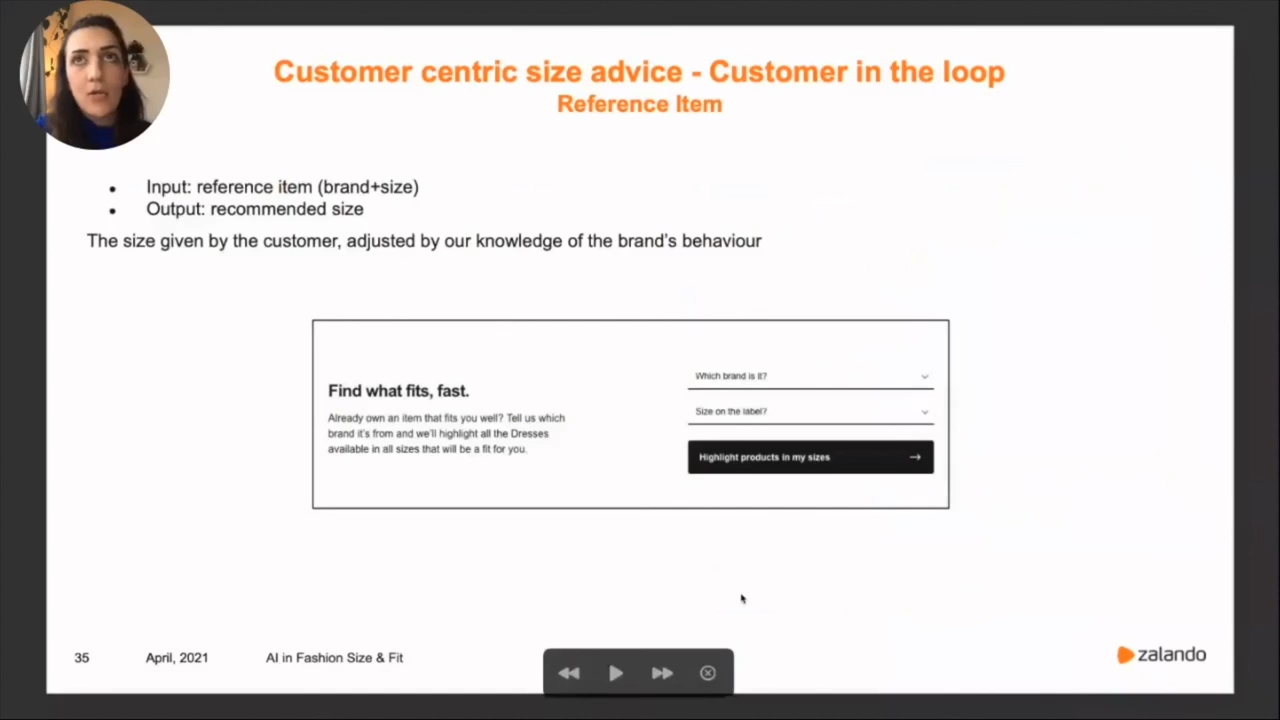 Customer centric size advice - Customer in the loop
Reference Item
• Input: reference item (brand+size)
• Output: recommended size
The size given by the customer, adjusted by our knowledge of the brand's behaviour
Find what fits, fast.
Already own an item that fits you well? Tell us which
brand it's from and we'll highlight all the Dresses
available in all sizes that will be a fit for you.
Which brand is it?
Size on the label?
Highlight products in my sizes →
35 April, 2021 AI in Fashion Size & Fit
zalando